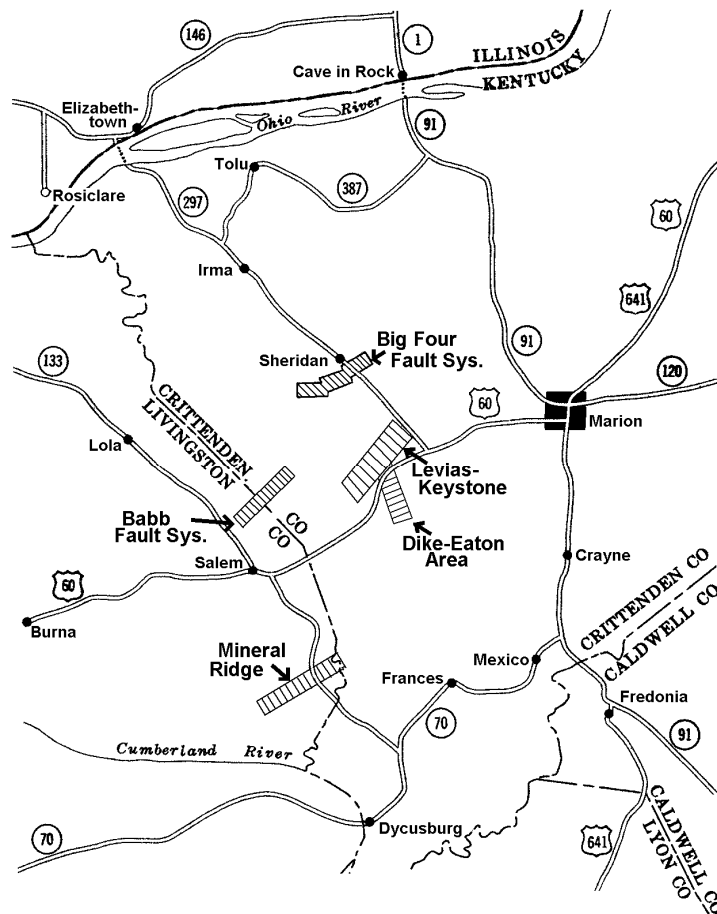 146
1
ILLINOIS
KENTUCKY
Cave in Rock
Elizabeth-
town
Ohio River
91
Tolu
387
Rosiclare
297
60
Irma
641
Big Four
Fault Sys.
133
Sheridan
91
120
60
CRITTENDEN CO
LIVINGSTON CO
Marion
Lola
Levias-
Keystone
Babb
Fault Sys.
Dike-Eaton
Area
Salem
Crayne
60
Burna
CRITTENDEN CO
CALDWELL CO
Mineral
Ridge
Mexico
Frances
Fredonia
70
91
Cumberland River
CALDWELL CO
LYON CO
Dycusburg
70
641